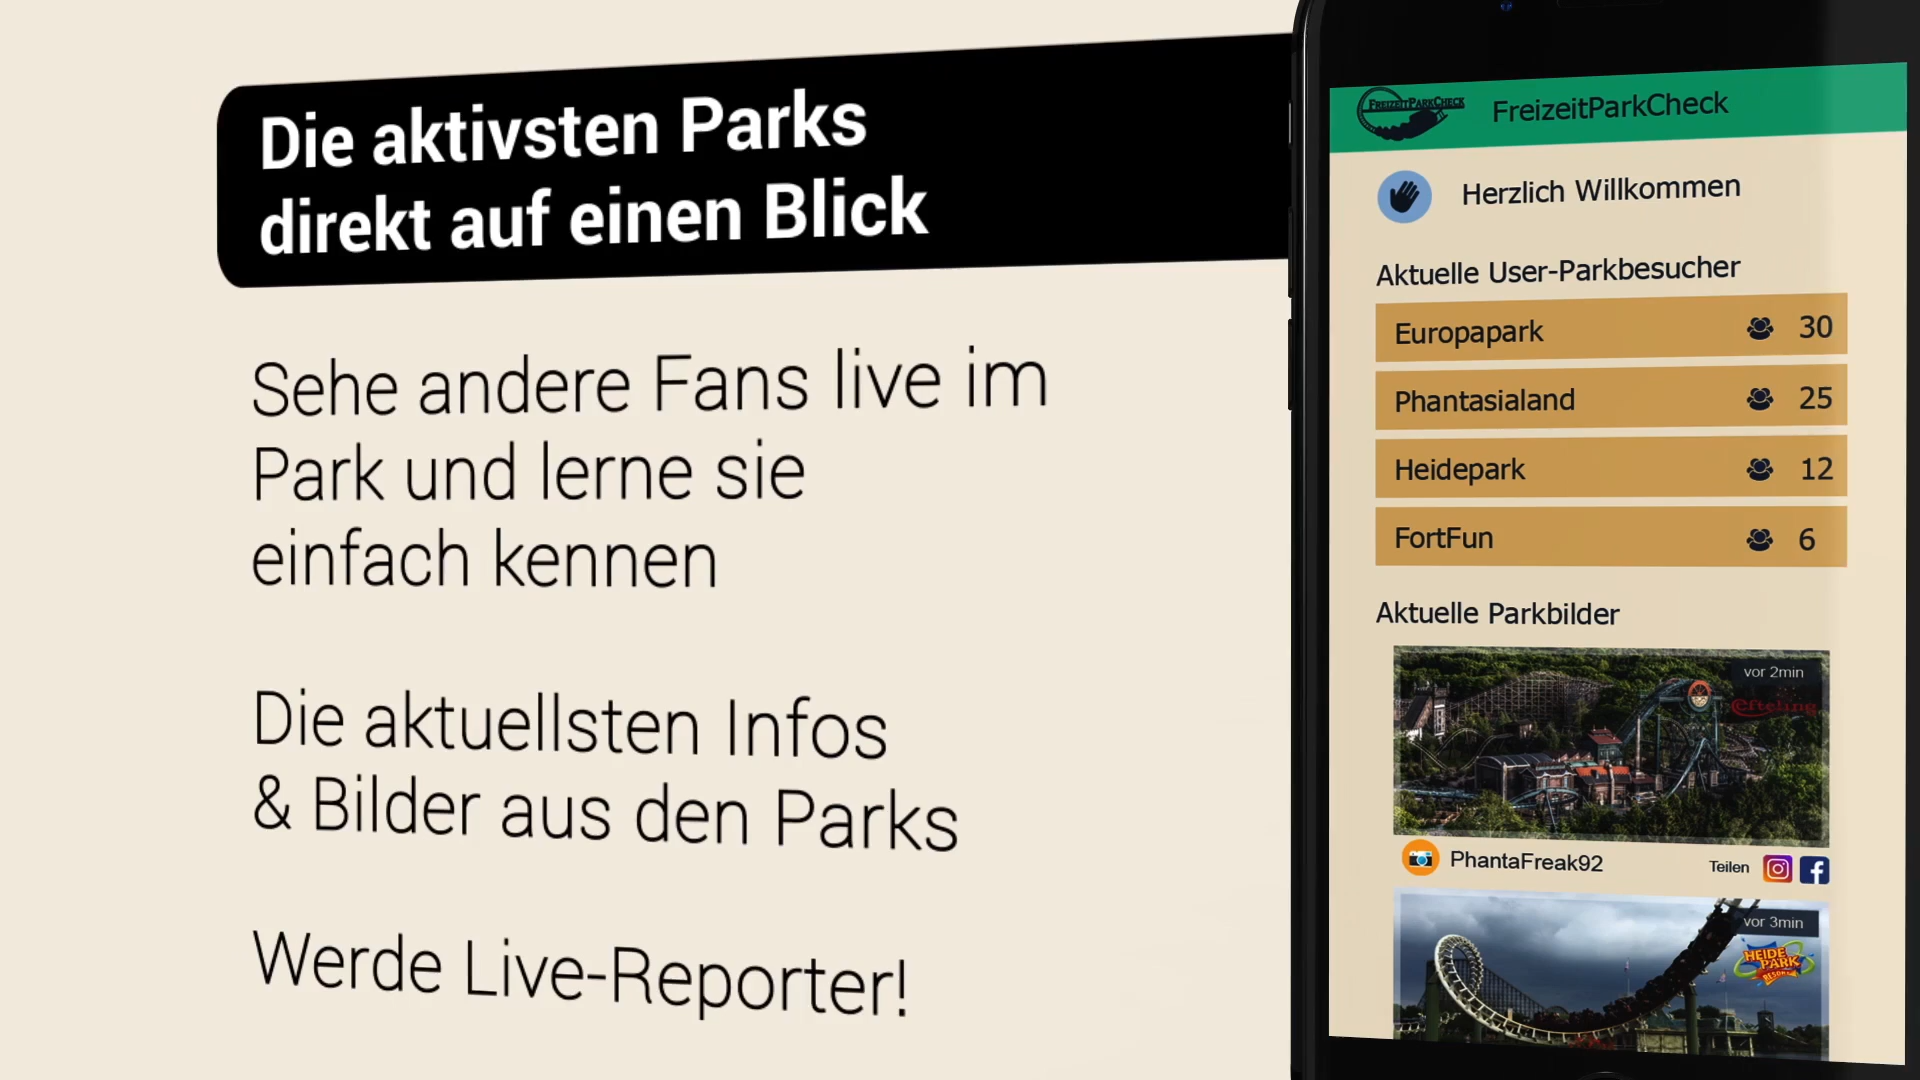 Die aktivsten Parks
direkt auf einen Blick
Sehe andere Fans live im
Park und lerne sie
einfach kennen
Die aktuellsten Infos
& Bilder aus den Parks
Werde Live-Reporter!
FREIZEITPARKCHECK
FreizeitParkCheck
Herzlich Willkommen
Aktuelle User-Parkbesucher
Europapark 30
Phantasialand 25
Heidepark 12
FortFun 6
Aktuelle Parkbilder
vor 2min
Efteling
PhantaFreak92 Teilen
vor 3min
HEIDE
PARK
RESORT